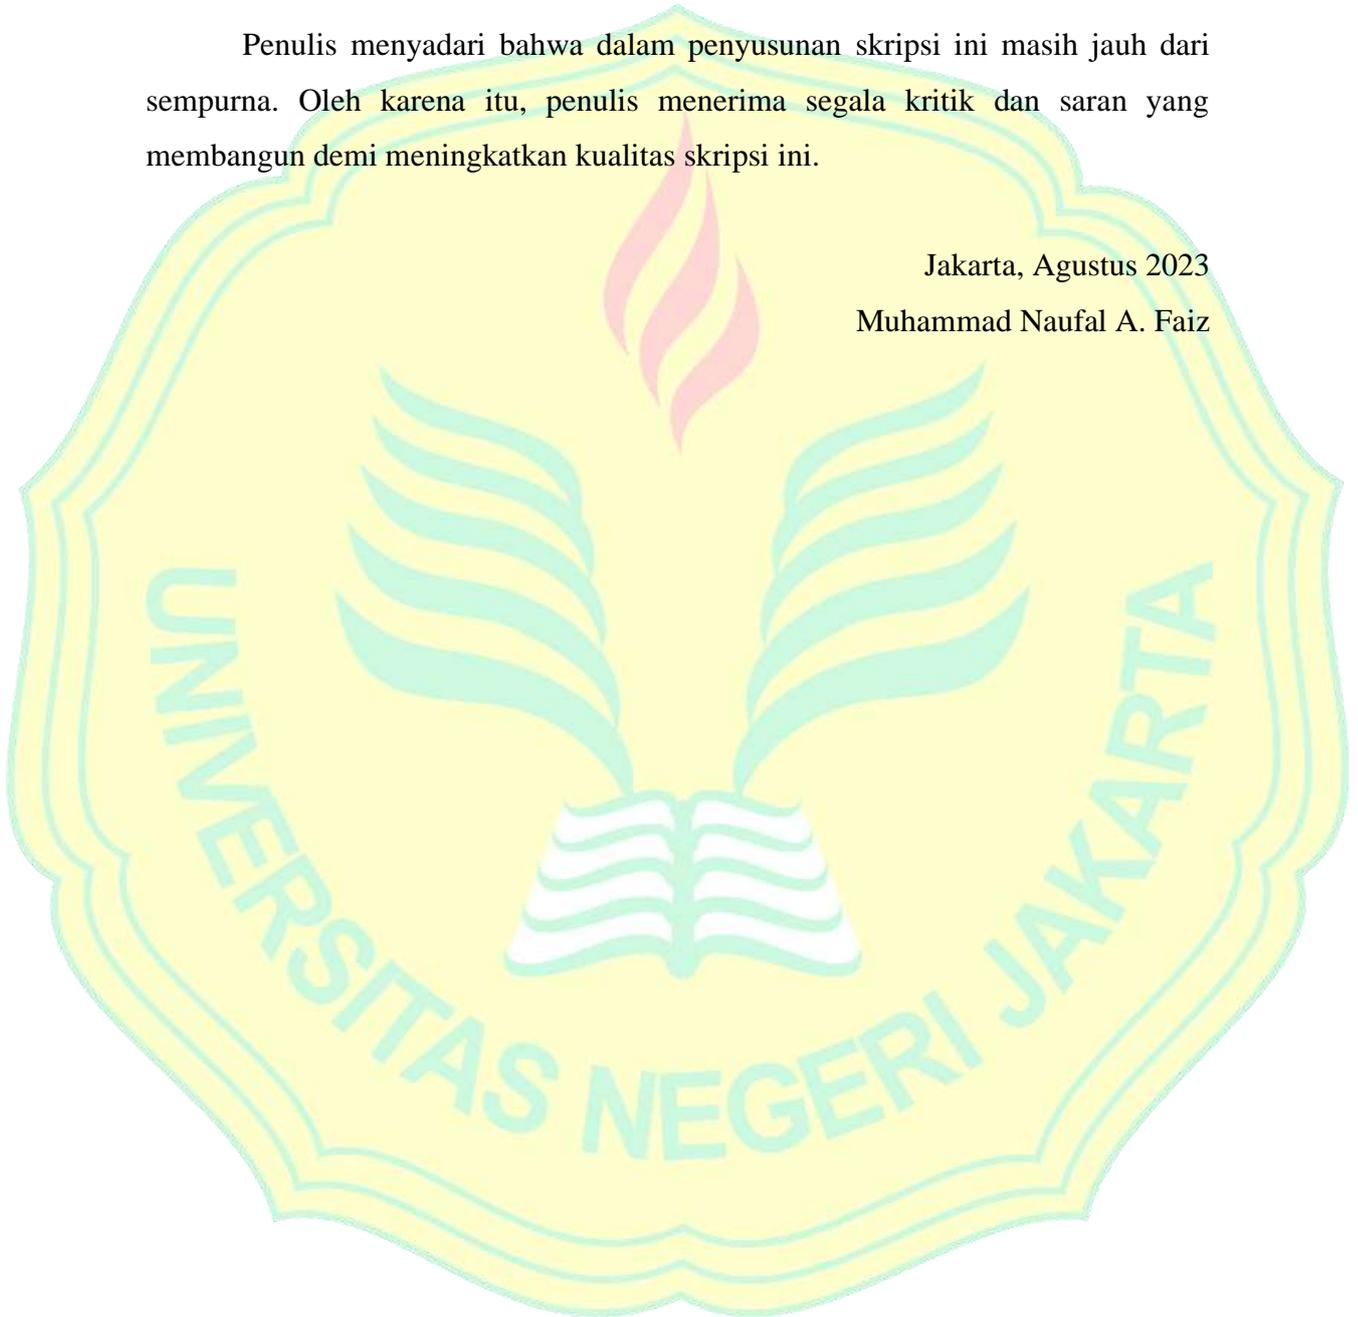 Penulis menyadari bahwa dalam penyusunan skripsi ini masih jauh dari
sempurna. Oleh karena itu, penulis menerima segala kritik dan saran yang
membangun demi meningkatkan kualitas skripsi ini.
Jakarta, Agustus 2023
Muhammad Naufal A. Faiz
UNIVERSITAS NEGERI JAKARTA